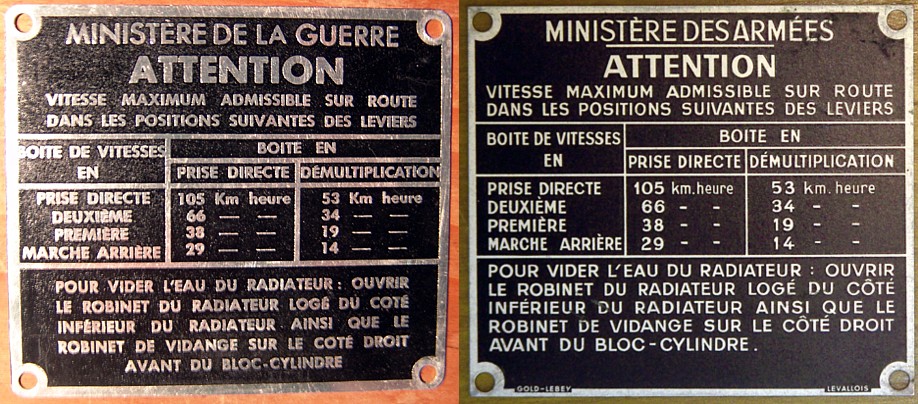 MINISTÈRE DE LA GUERRE
ATTENTION
VITESSE MAXIMUM ADMISSIBLE SUR ROUTE
DANS LES POSITIONS SUIVANTES DES LEVIERS
BOITE DE VITESSES EN
BOITE EN
PRISE DIRECTE DÉMULTIPLICATION
PRISE DIRECTE 105 Km heure 53 Km heure
DEUXIÈME 66 — — 34 — —
PREMIÈRE 38 — — 19 — —
MARCHE ARRIÈRE 29 — — 14 — —
POUR VIDER L'EAU DU RADIATEUR : OUVRIR
LE ROBINET DU RADIATEUR LOGÉ DU COTÉ
INFÉRIEUR DU RADIATEUR AINSI QUE LE
ROBINET DE VIDANGE SUR LE COTÉ DROIT
AVANT DU BLOC-CYLINDRE
MINISTÈRE DES ARMÉES
ATTENTION
VITESSE MAXIMUM ADMISSIBLE SUR ROUTE
DANS LES POSITIONS SUIVANTES DES LEVIERS
BOITE DE VITESSES EN
BOITE EN
PRISE DIRECTE DÉMULTIPLICATION
PRISE DIRECTE 105 km.heure 53 km.heure
DEUXIÈME 66 - - 34 - -
PREMIÈRE 38 - - 19 - -
MARCHE ARRIÈRE 29 - - 14 - -
POUR VIDER L'EAU DU RADIATEUR : OUVRIR
LE ROBINET DU RADIATEUR LOGÉ DU CÔTÉ
INFÉRIEUR DU RADIATEUR AINSI QUE LE
ROBINET DE VIDANGE SUR LE CÔTÉ DROIT
AVANT DU BLOC-CYLINDRE.
GOLD-LEBEY LEVALLOIS